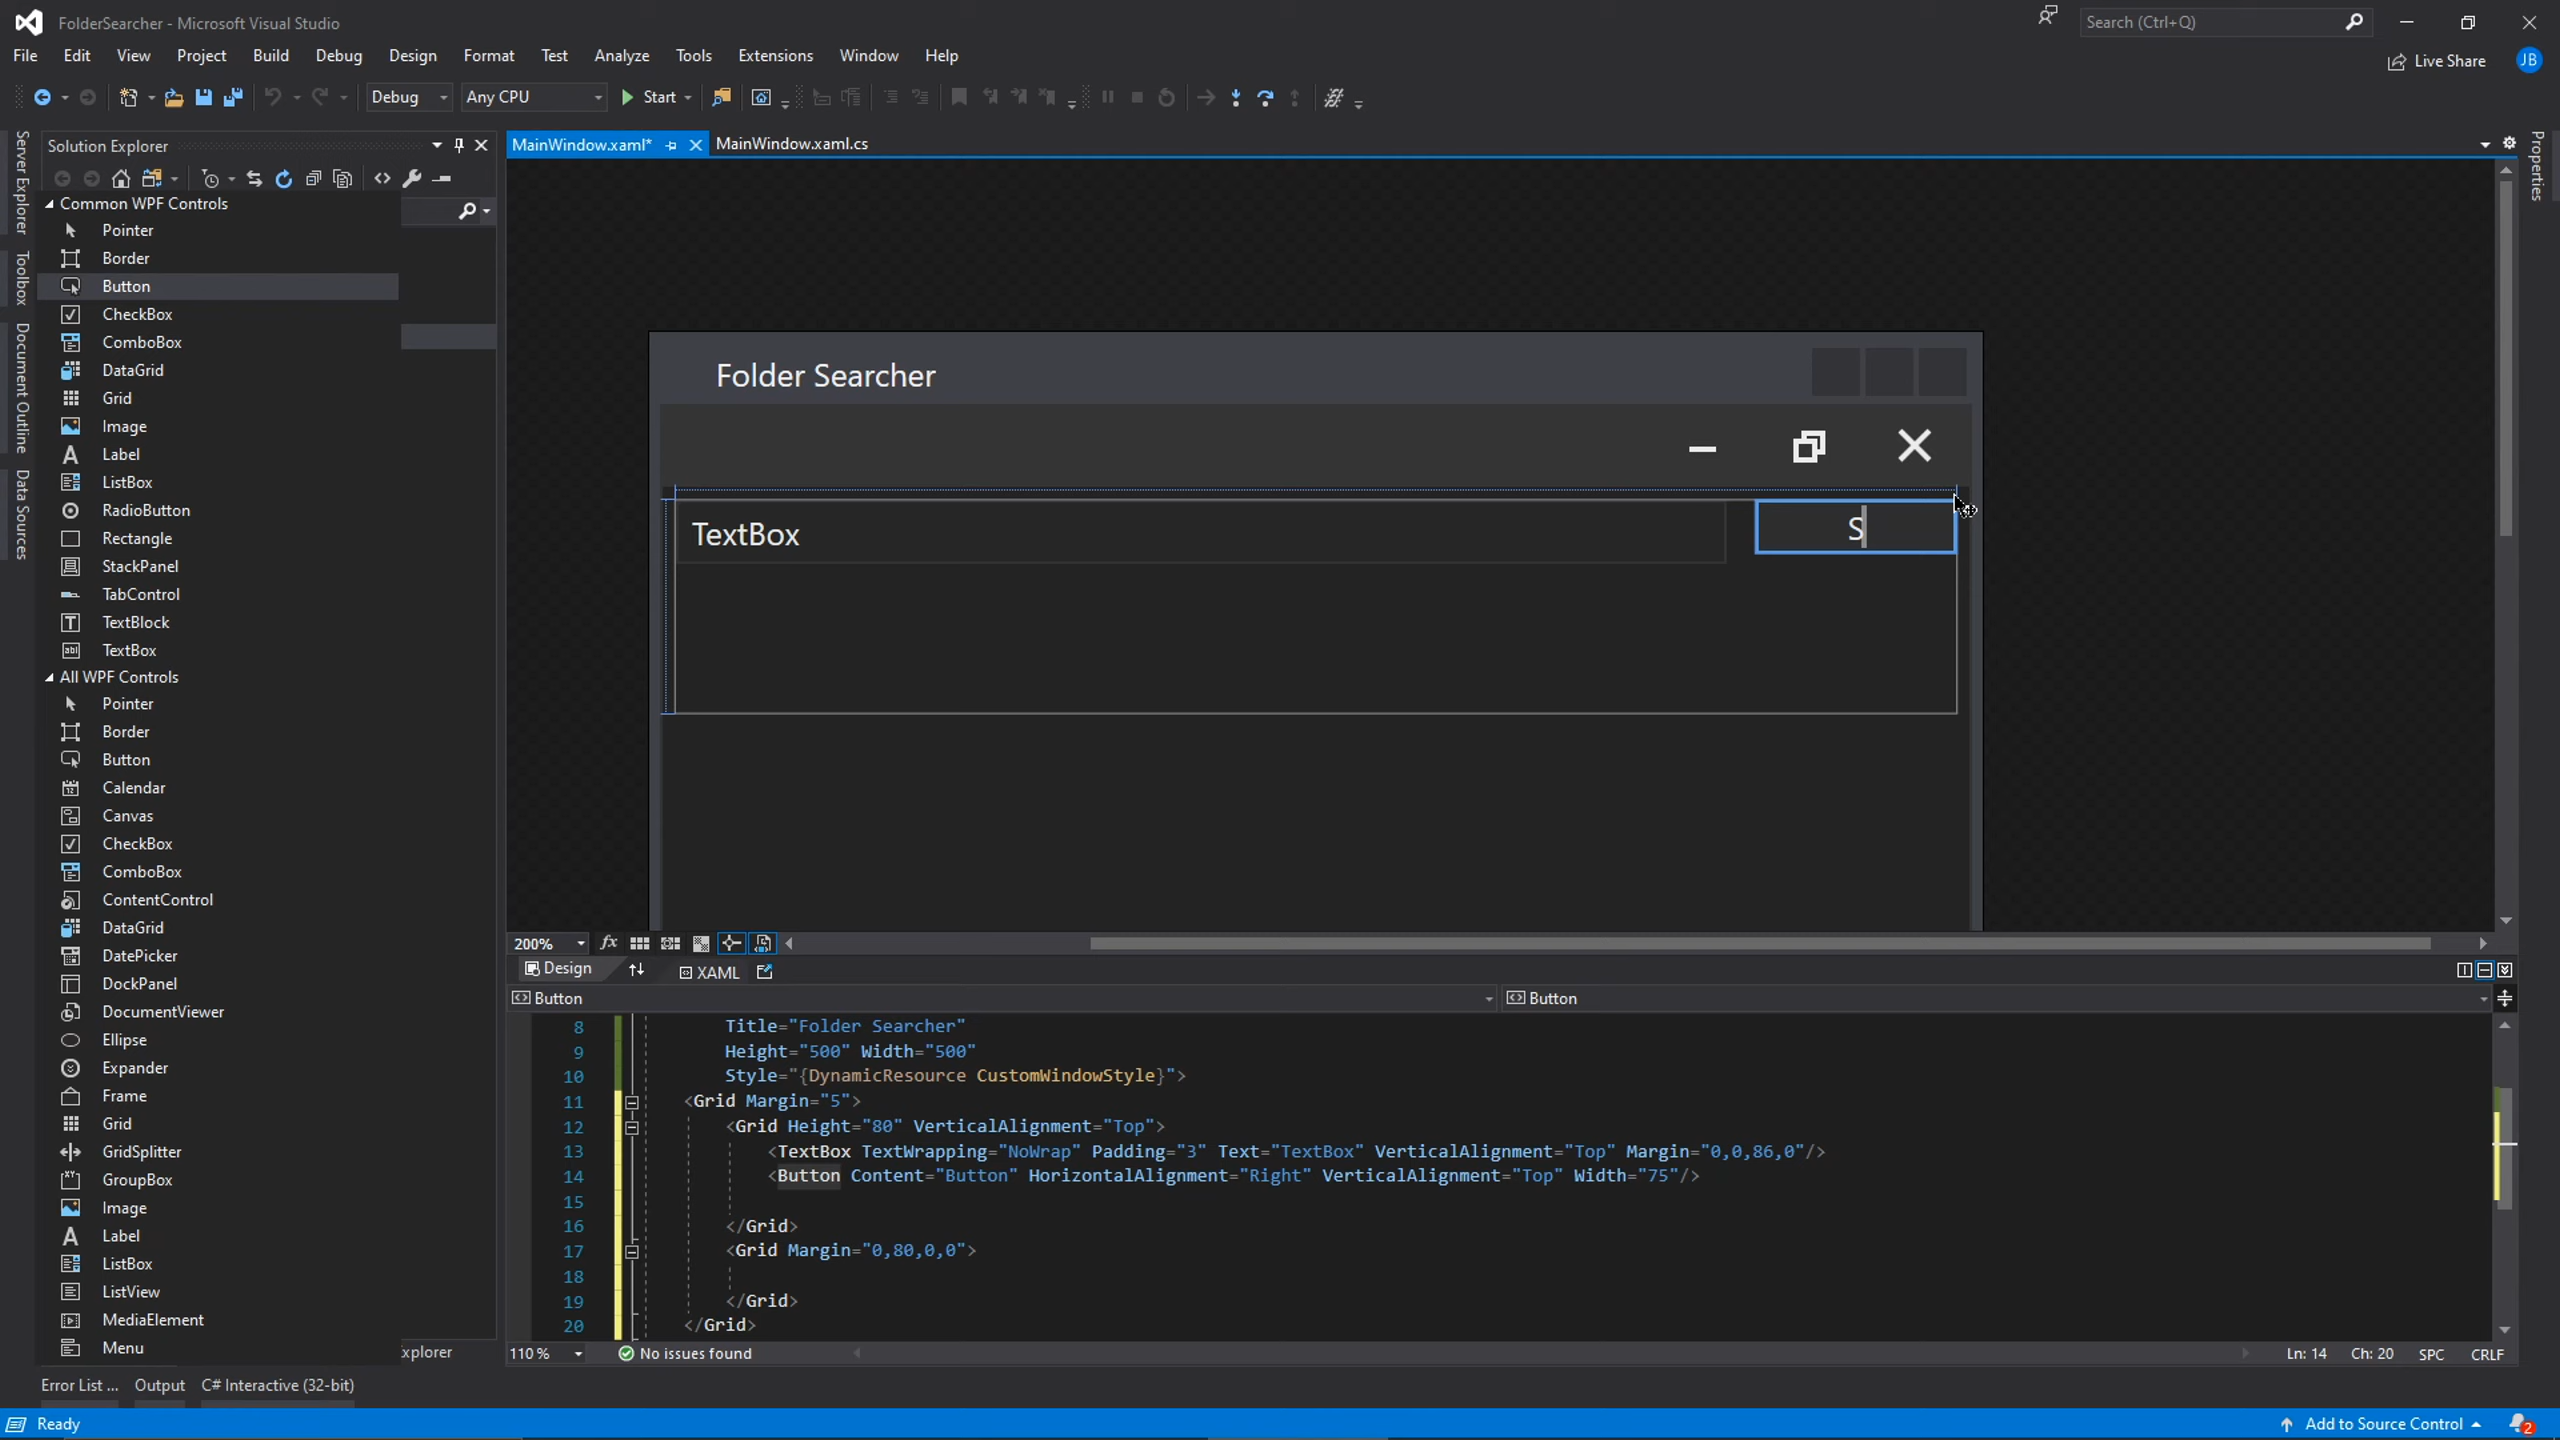 FolderSearcher - Microsoft Visual Studio
Search (Ctrl+Q)
File Edit View Project Build Debug Design Format Test Analyze Tools Extensions Window Help
Live Share JB
Debug Any CPU Start
Server Explorer
Toolbox
Document Outline
Data Sources
Solution Explorer
MainWindow.xaml* MainWindow.xaml.cs
Properties
Common WPF Controls
Pointer
Border
Button
CheckBox
ComboBox
DataGrid
Grid
Image
Label
ListBox
RadioButton
Rectangle
StackPanel
TabControl
TextBlock
TextBox
All WPF Controls
Pointer
Border
Button
Calendar
Canvas
CheckBox
ComboBox
ContentControl
DataGrid
DatePicker
DockPanel
DocumentViewer
Ellipse
Expander
Frame
Grid
GridSplitter
GroupBox
Image
Label
ListBox
ListView
MediaElement
Menu
xplorer
Folder Searcher
TextBox
S
200%
Design XAML
Button Button
8 Title="Folder Searcher"
9 Height="500" Width="500"
10 Style="{DynamicResource CustomWindowStyle}">
11 <Grid Margin="5">
12 <Grid Height="80" VerticalAlignment="Top">
13 <TextBox TextWrapping="NoWrap" Padding="3" Text="TextBox" VerticalAlignment="Top" Margin="0,0,86,0"/>
14 <Button Content="Button" HorizontalAlignment="Right" VerticalAlignment="Top" Width="75"/>
15
16 </Grid>
17 <Grid Margin="0,80,0,0">
18
19 </Grid>
20 </Grid>
110 % No issues found Ln: 14 Ch: 20 SPC CRLF
Error List ... Output C# Interactive (32-bit)
Ready Add to Source Control 2